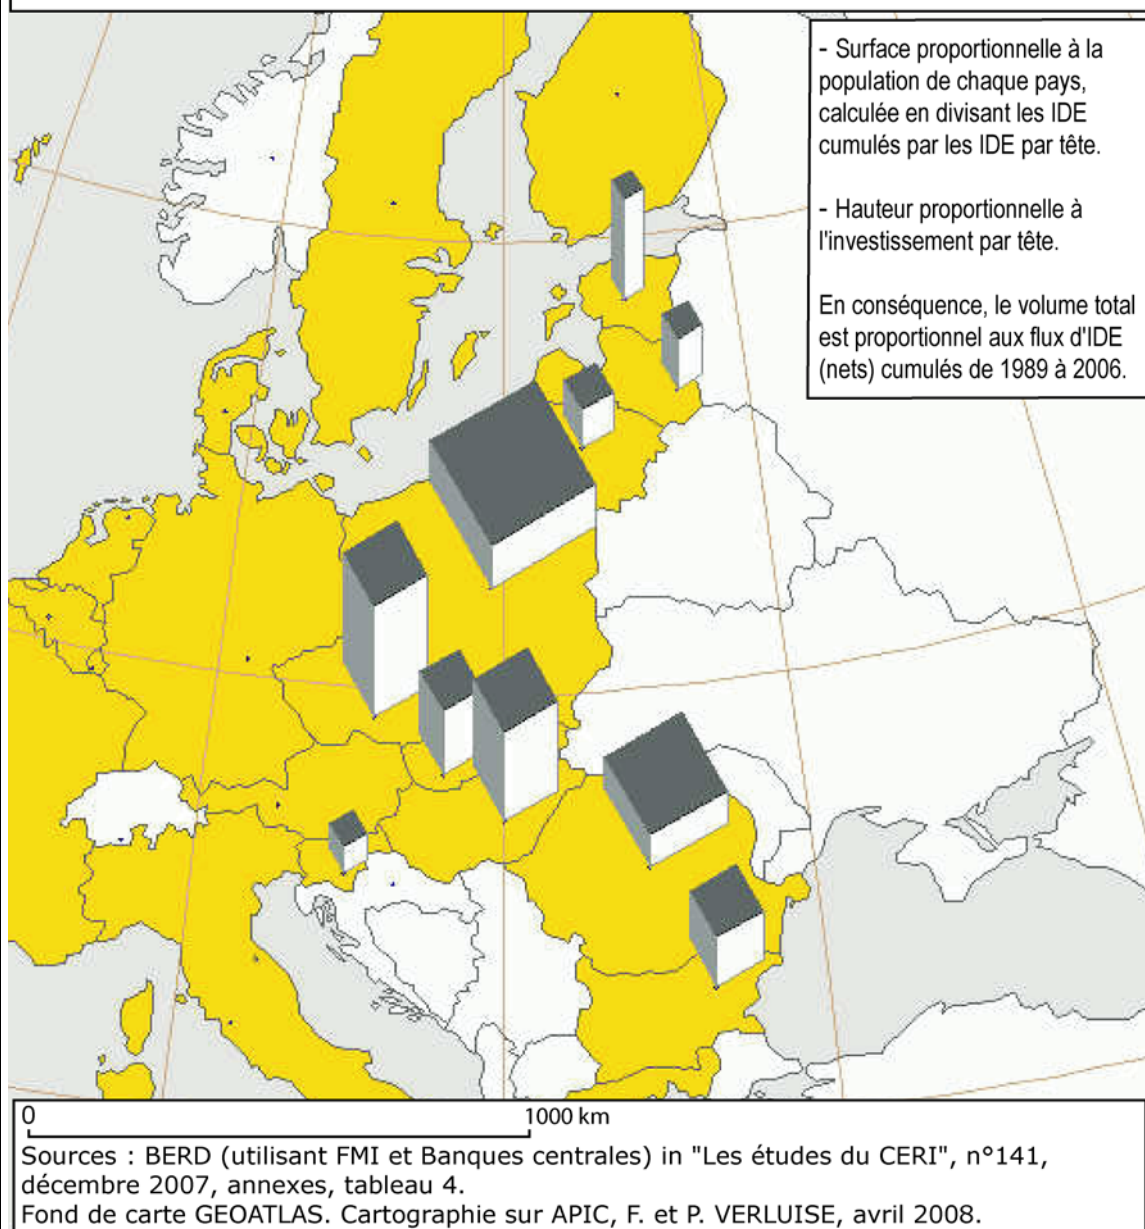 - Surface proportionnelle à la
population de chaque pays,
calculée en divisant les IDE
cumulés par les IDE par tête.
- Hauteur proportionnelle à
l'investissement par tête.
En conséquence, le volume total
est proportionnel aux flux d'IDE
(nets) cumulés de 1989 à 2006.
0 1000 km
Sources : BERD (utilisant FMI et Banques centrales) in "Les études du CERI", n°141,
décembre 2007, annexes, tableau 4.
Fond de carte GEOATLAS. Cartographie sur APIC, F. et P. VERLUISE, avril 2008.